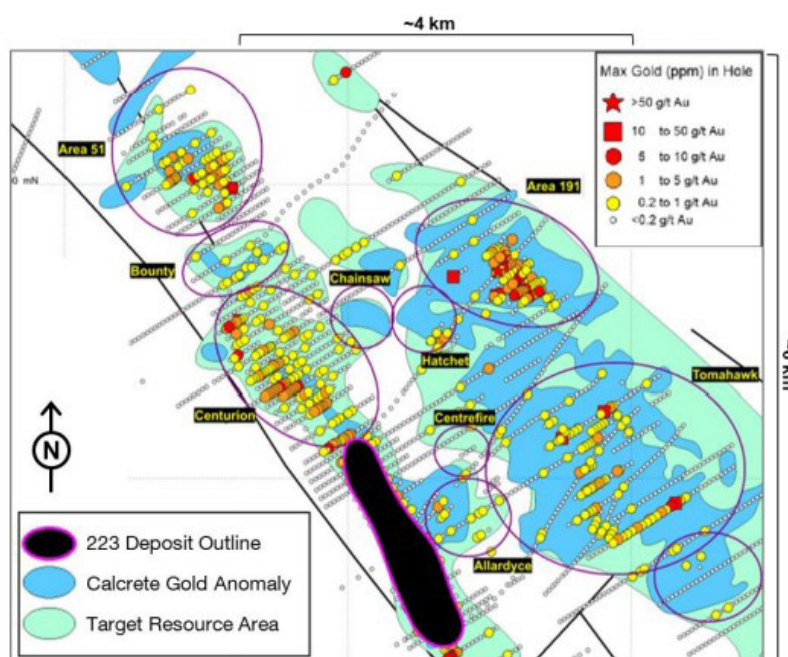 ~4 km
Max Gold (ppm) in Hole
>50 g/t Au
10 to 50 g/t Au
5 to 10 g/t Au
1 to 5 g/t Au
0.2 to 1 g/t Au
<0.2 g/t Au
Area 51
0 mN
Area 191
Bounty
Chainsaw
Hatchet
Tomahawk
Centurion
Centrefire
N
Allardyce
223 Deposit Outline
Calcrete Gold Anomaly
Target Resource Area